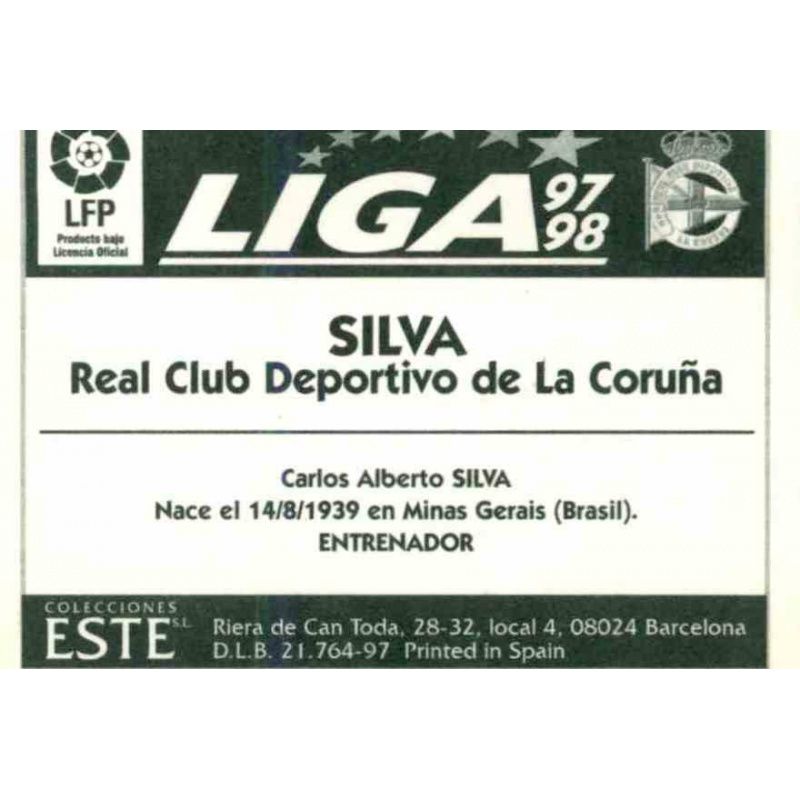 LFP
Producto bajo
Licencia Oficial
LIGA 97
98
SILVA
Real Club Deportivo de La Coruña
Carlos Alberto SILVA
Nace el 14/8/1939 en Minas Gerais (Brasil).
ENTRENADOR
COLECCIONES
ESTE S.L.
Riera de Can Toda, 28-32, local 4, 08024 Barcelona
D.L.B. 21.764-97 Printed in Spain